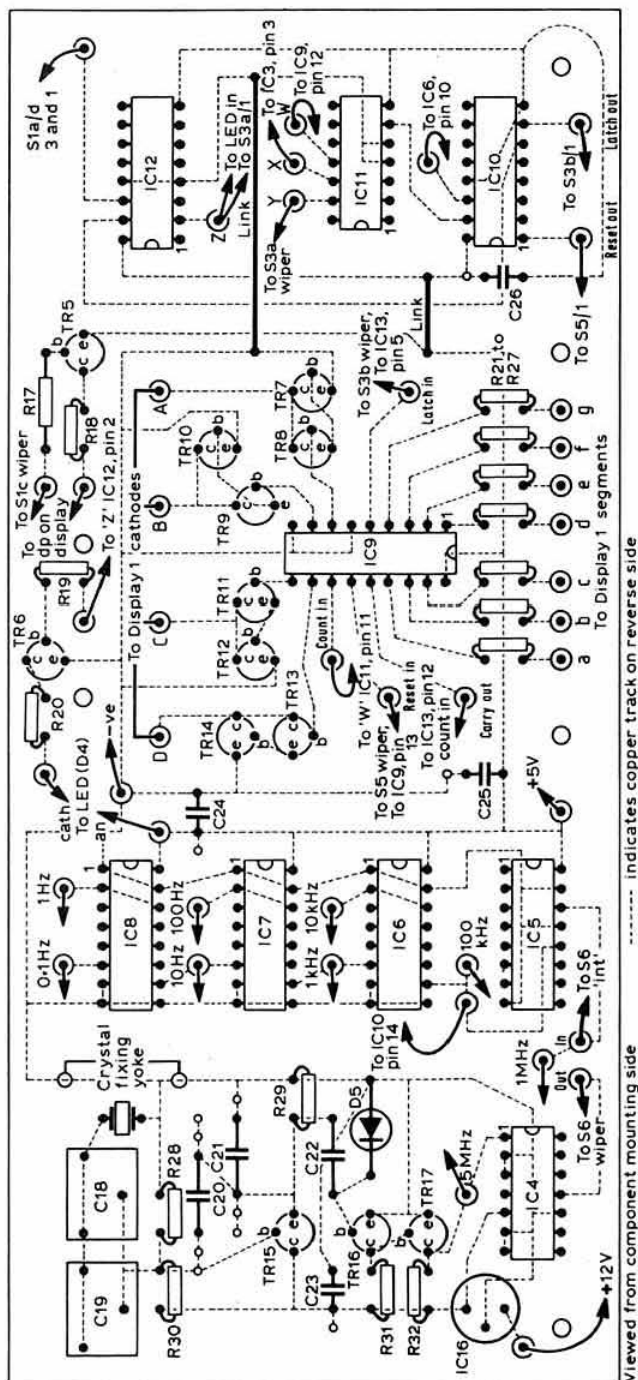 C19
C18
Crystal
fixing
yoke
R30
R28
C20,
C21
TR15
b
c
e
R29
C23
C22
D5
TR16
b
c
e
R31
R32
TR17
b
c
e
5MHz
IC16
IC4
+12V
To S6
wiper
Out
In
1MHz
To S6
'int'
0·1Hz
1Hz
IC8
1
10Hz
100Hz
IC7
1
1kHz
10kHz
IC6
1
To IC10
pin 14
100
kHz
IC5
1
+5V
cath
To LED (D4)
an
-ve
C24
C25
R20
TR6
b
c
e
R19
To 'Z' IC12, pin 2
To
dp on
display
To S1c wiper
R17
R18
TR5
b
c
e
D
C
B
A
To Display 1 cathodes
TR14
c
e
b
TR13
c
e
b
TR12
c
e
b
TR11
c
e
b
TR9
c
e
b
TR10
c
e
b
TR8
c
e
b
TR7
c
e
b
Count in
To 'W' IC11, pin 11
Reset in
To S5 wiper,
To IC9, pin
13
To IC13, pin 12
count in
Carry out
IC9
1
Latch in
To S3b wiper,
To IC13,
pin 5
R21, to
R27
a
b
c
d
e
f
g
To Display 1 segments
S1a/d
3 and 1
IC12
1
Z
To LED in
To S3a/1
Link
Link
To S3a
wiper
Y
X
W
To IC3, pin 3
To IC9,
pin 12
IC11
1
To IC6,
pin 10
IC10
1
C26
To S5/1
Reset out
To S3b/1
Latch out
Viewed from component mounting side
------- indicates copper track on reverse side